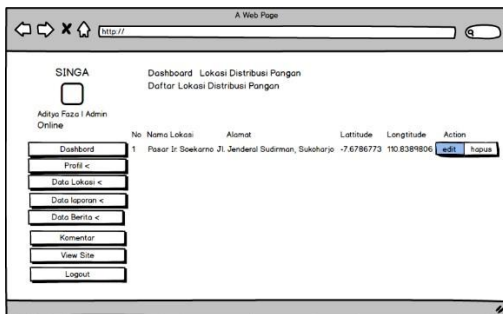 A Web Page
http://
SINGA
Aditya Faza I Admin
Online
Dashbord
Profil <
Data Lokasi <
Data laporan <
Data Berita <
Komentar
View Site
Logout
Dashboard Lokasi Distribusi Pangan
Daftar Lokasi Distribusi Pangan
No Nama Lokasi Alamat Lattitude Longtitude Action
1 Pasar Ir. Soekarno Jl. Jenderal Sudirman, Sukoharjo -7.6786773 110.8389806 edit hapus